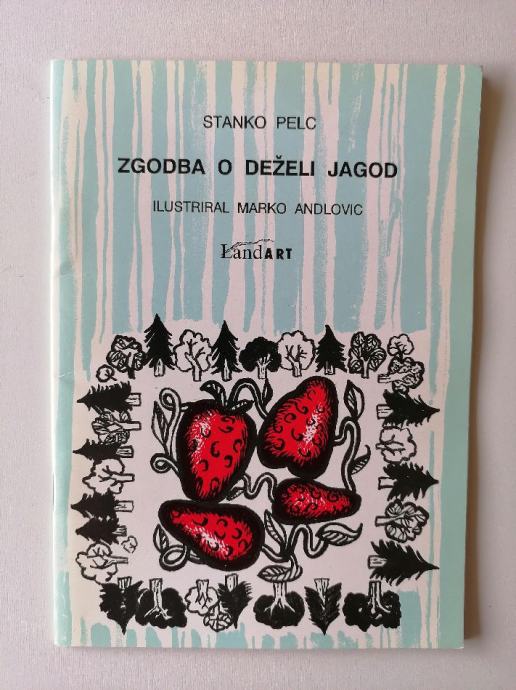 STANKO PELC
ZGODBA O DEŽELI JAGOD
ILUSTRIRAL MARKO ANDLOVIC
LandART